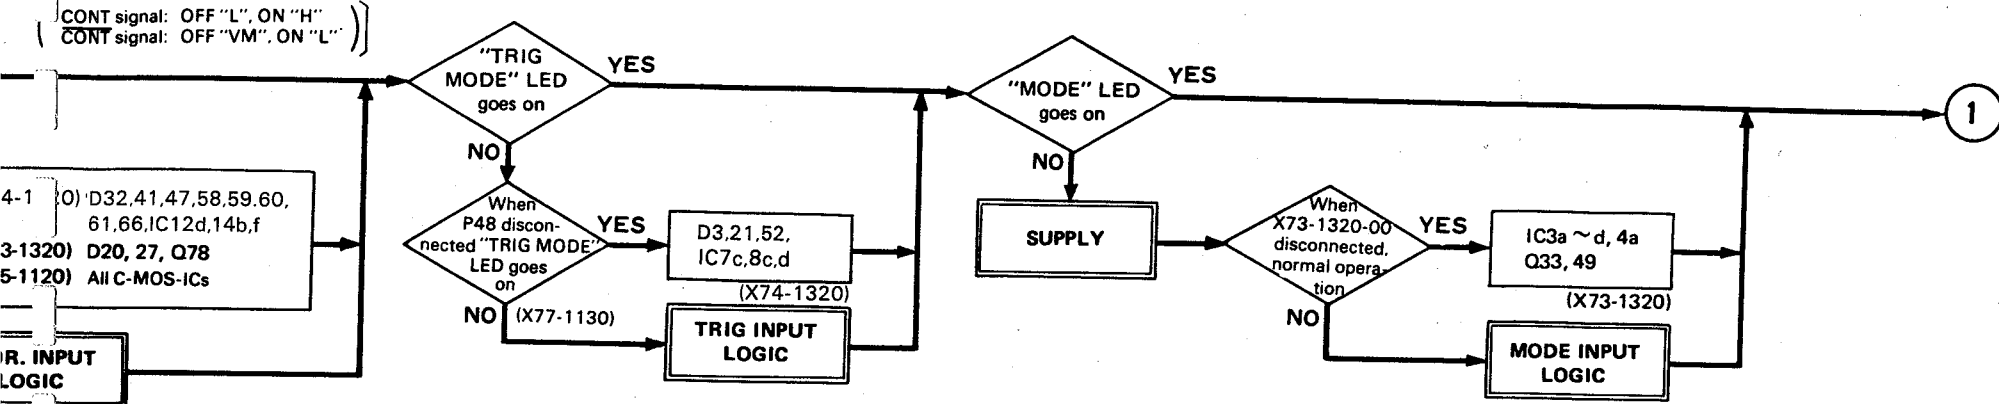 CONT signal: OFF "L", ON "H"
CONT signal: OFF "VM", ON "L"
"TRIG
MODE" LED
goes on
YES
NO
"MODE" LED
goes on
YES
NO
1
4-1 0) D32,41,47,58,59.60,
61,66,IC12d,14b,f
3-1320) D20, 27, Q78
5-1120) All C-MOS-ICs
R. INPUT
LOGIC
When
P48 discon-
nected "TRIG MODE"
LED goes
on
YES
NO
(X77-1130)
D3,21,52,
IC7c,8c,d
(X74-1320)
TRIG INPUT
LOGIC
SUPPLY
When
X73-1320-00
disconnected,
normal opera-
tion
YES
NO
IC3a ~ d, 4a
Q33, 49
(X73-1320)
MODE INPUT
LOGIC